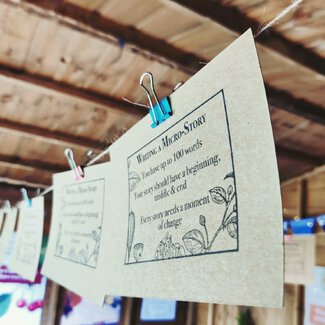 Writing a Micro-Story
You have up to 100 words
Your story should have a beginning,
middle & end
Every story needs a moment
of change